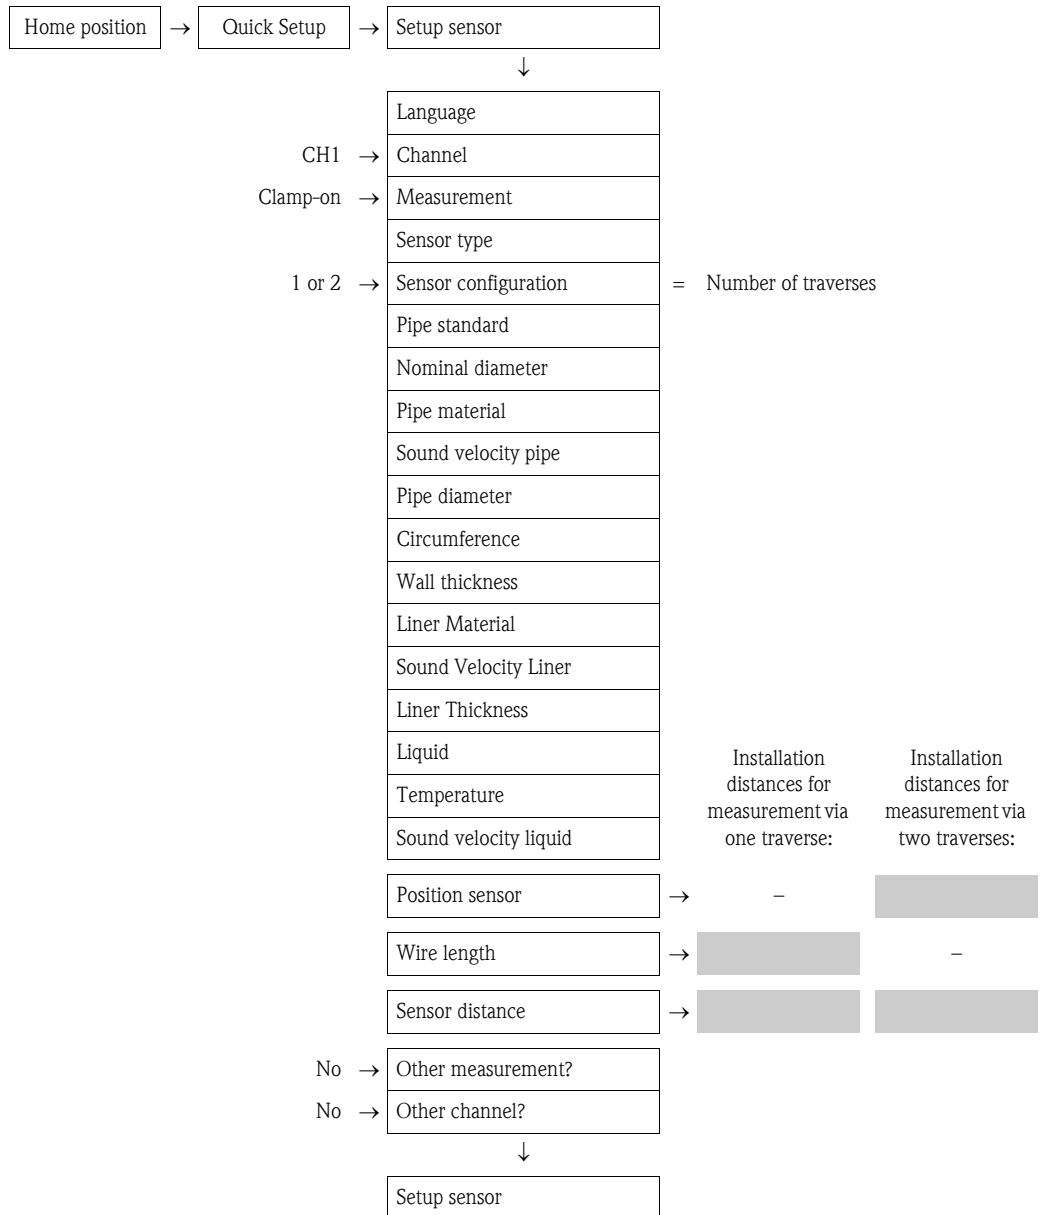 Home position → Quick Setup → Setup sensor
↓
Language
CH1 → Channel
Clamp-on → Measurement
Sensor type
1 or 2 → Sensor configuration = Number of traverses
Pipe standard
Nominal diameter
Pipe material
Sound velocity pipe
Pipe diameter
Circumference
Wall thickness
Liner Material
Sound Velocity Liner
Liner Thickness
Liquid
Temperature
Sound velocity liquid
Installation
distances for
measurement via
one traverse:
Installation
distances for
measurement via
two traverses:
Position sensor → –
Wire length → –
Sensor distance →
No → Other measurement?
No → Other channel?
↓
Setup sensor